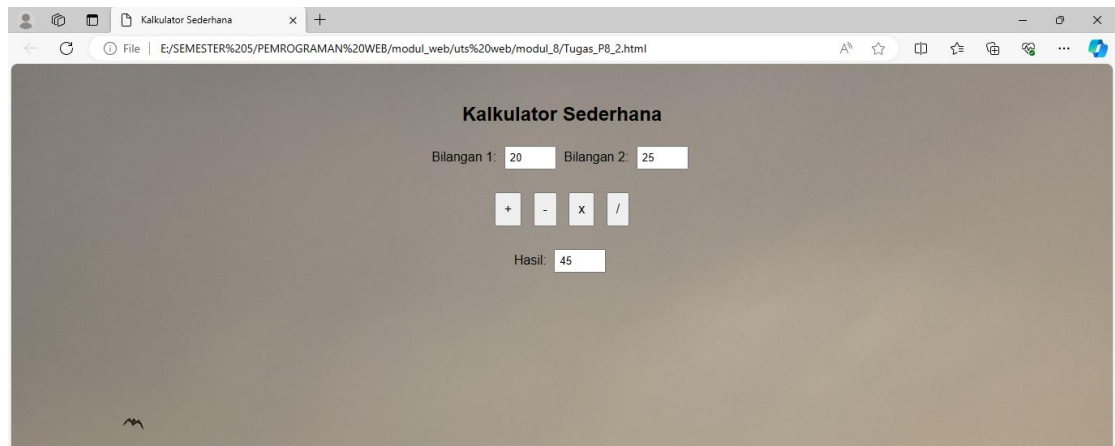 Kalkulator Sederhana
File | E:/SEMESTER%205/PEMROGRAMAN%20WEB/modul_web/uts%20web/modul_8/Tugas_P8_2.html
Kalkulator Sederhana
Bilangan 1: 20 Bilangan 2: 25
+ - x /
Hasil: 45